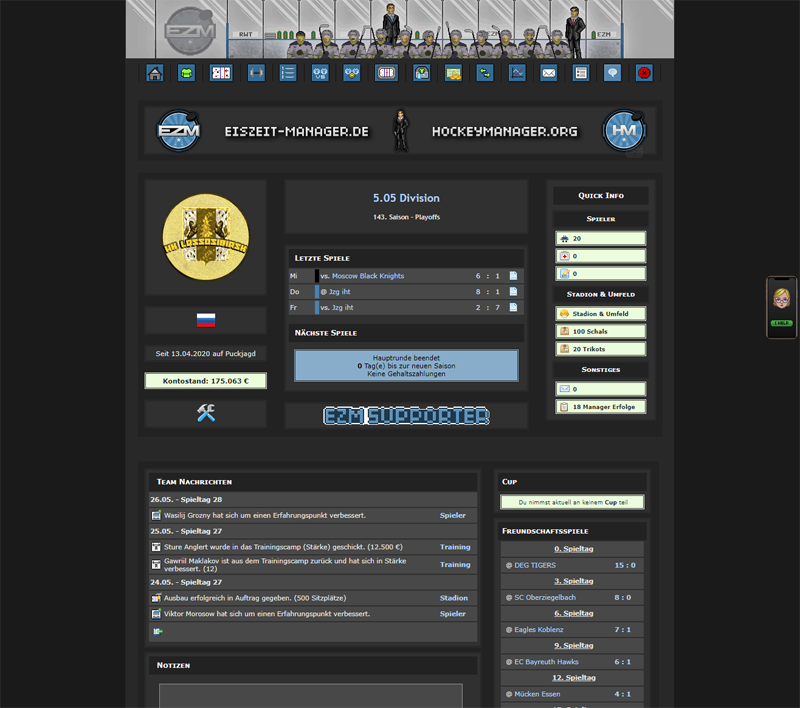 EZM
RWT
EZM
EZM
EZM
EISZEIT-MANAGER.DE
HOCKEYMANAGER.ORG
HM
HK LASSOSIBIRSK
Seit 13.04.2020 auf Puckjagd
Kontostand: 175.063 €
5.05 Division
143. Saison - Playoffs
Letzte Spiele
Mi vs. Moscow Black Knights 6 : 1
Do @ Jzg iht 8 : 1
Fr vs. Jzg iht 2 : 7
Nächste Spiele
Hauptrunde beendet
0 Tag(e) bis zur neuen Saison
Keine Gehaltszahlungen
EZM SUPPORTER
Quick Info
Spieler
20
0
0
Stadion & Umfeld
Stadion & Umfeld
100 Schals
20 Trikots
Sonstiges
0
18 Manager Erfolge
Team Nachrichten
26.05. - Spieltag 28
Wasilij Grozny hat sich um einen Erfahrungspunkt verbessert. Spieler
25.05. - Spieltag 27
Sture Anglert wurde in das Trainingscamp (Stärke) geschickt. (12.500 €) Training
Gawriil Maklakov ist aus dem Trainingscamp zurück und hat sich in Stärke
verbessert. (12) Training
24.05. - Spieltag 27
Ausbau erfolgreich in Auftrag gegeben. (500 Sitzplätze) Stadion
Viktor Morosow hat sich um einen Erfahrungspunkt verbessert. Spieler
Notizen
Cup
Du nimmst aktuell an keinem Cup teil
Freundschaftsspiele
0. Spieltag
@ DEG TIGERS 15 : 0
3. Spieltag
@ SC Oberziegelbach 8 : 0
6. Spieltag
@ Eagles Koblenz 7 : 1
9. Spieltag
@ EC Bayreuth Hawks 6 : 1
12. Spieltag
@ Mücken Essen 4 : 1